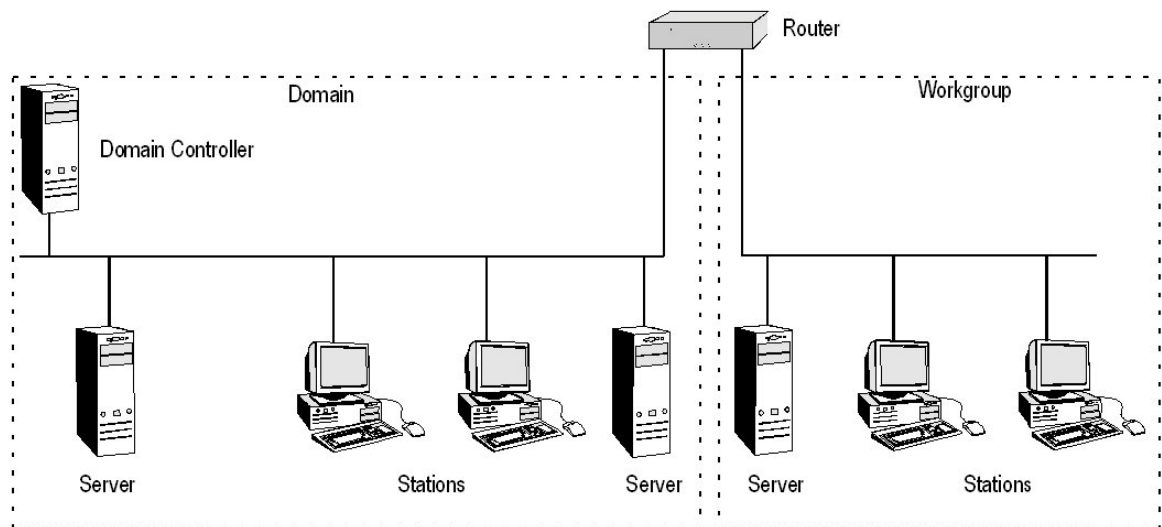 Router
Domain
Workgroup
Domain Controller
Server
Stations
Server
Server
Stations